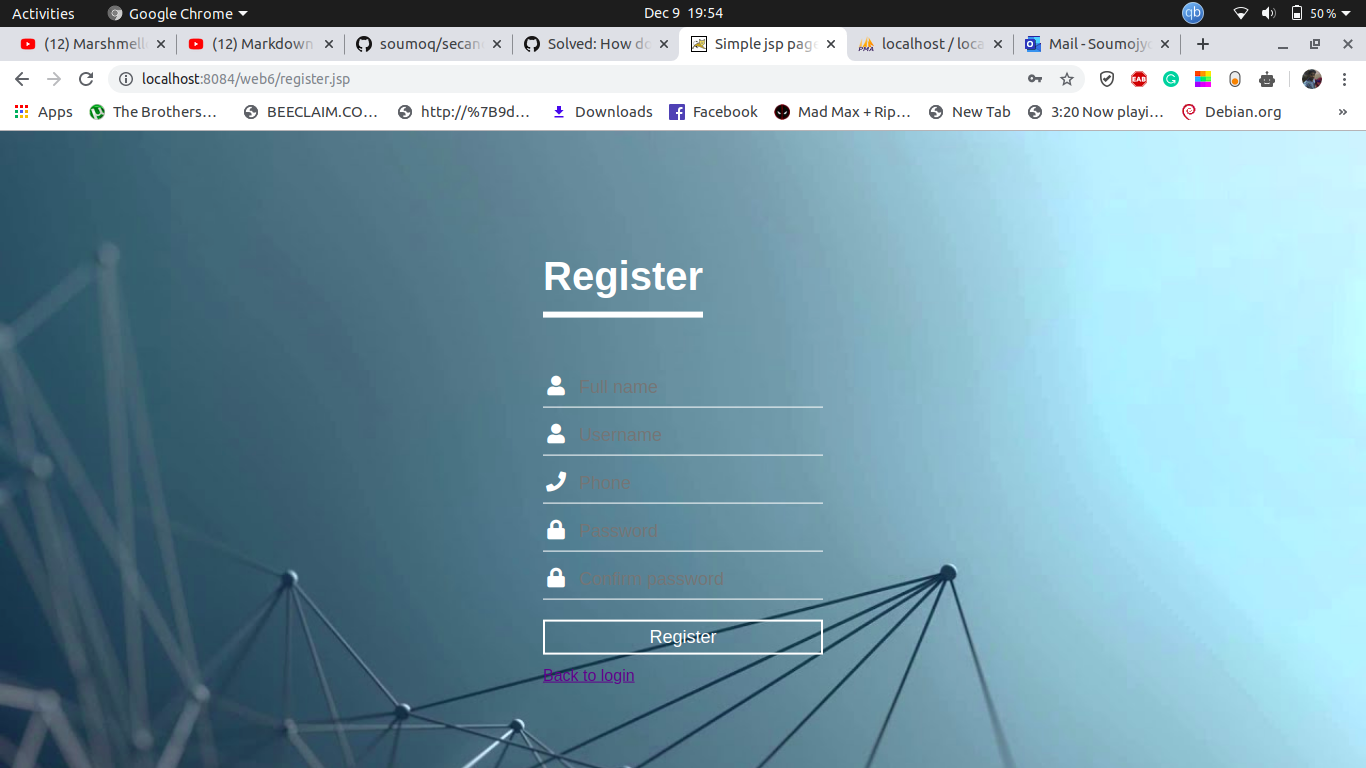 Activities Google Chrome Dec 9 19:54 qb 50 %
(12) Marshmell (12) Markdown soumoq/secan Solved: How do Simple jsp page localhost / loca Mail - Soumojy
localhost:8084/web6/register.jsp
Apps The Brothers… BEECLAIM.CO… http://%7B9d… Downloads Facebook Mad Max + Rip… New Tab 3:20 Now playi… Debian.org »
Register
Full name
Username
Phone
Password
Confirm password
Register
Back to login